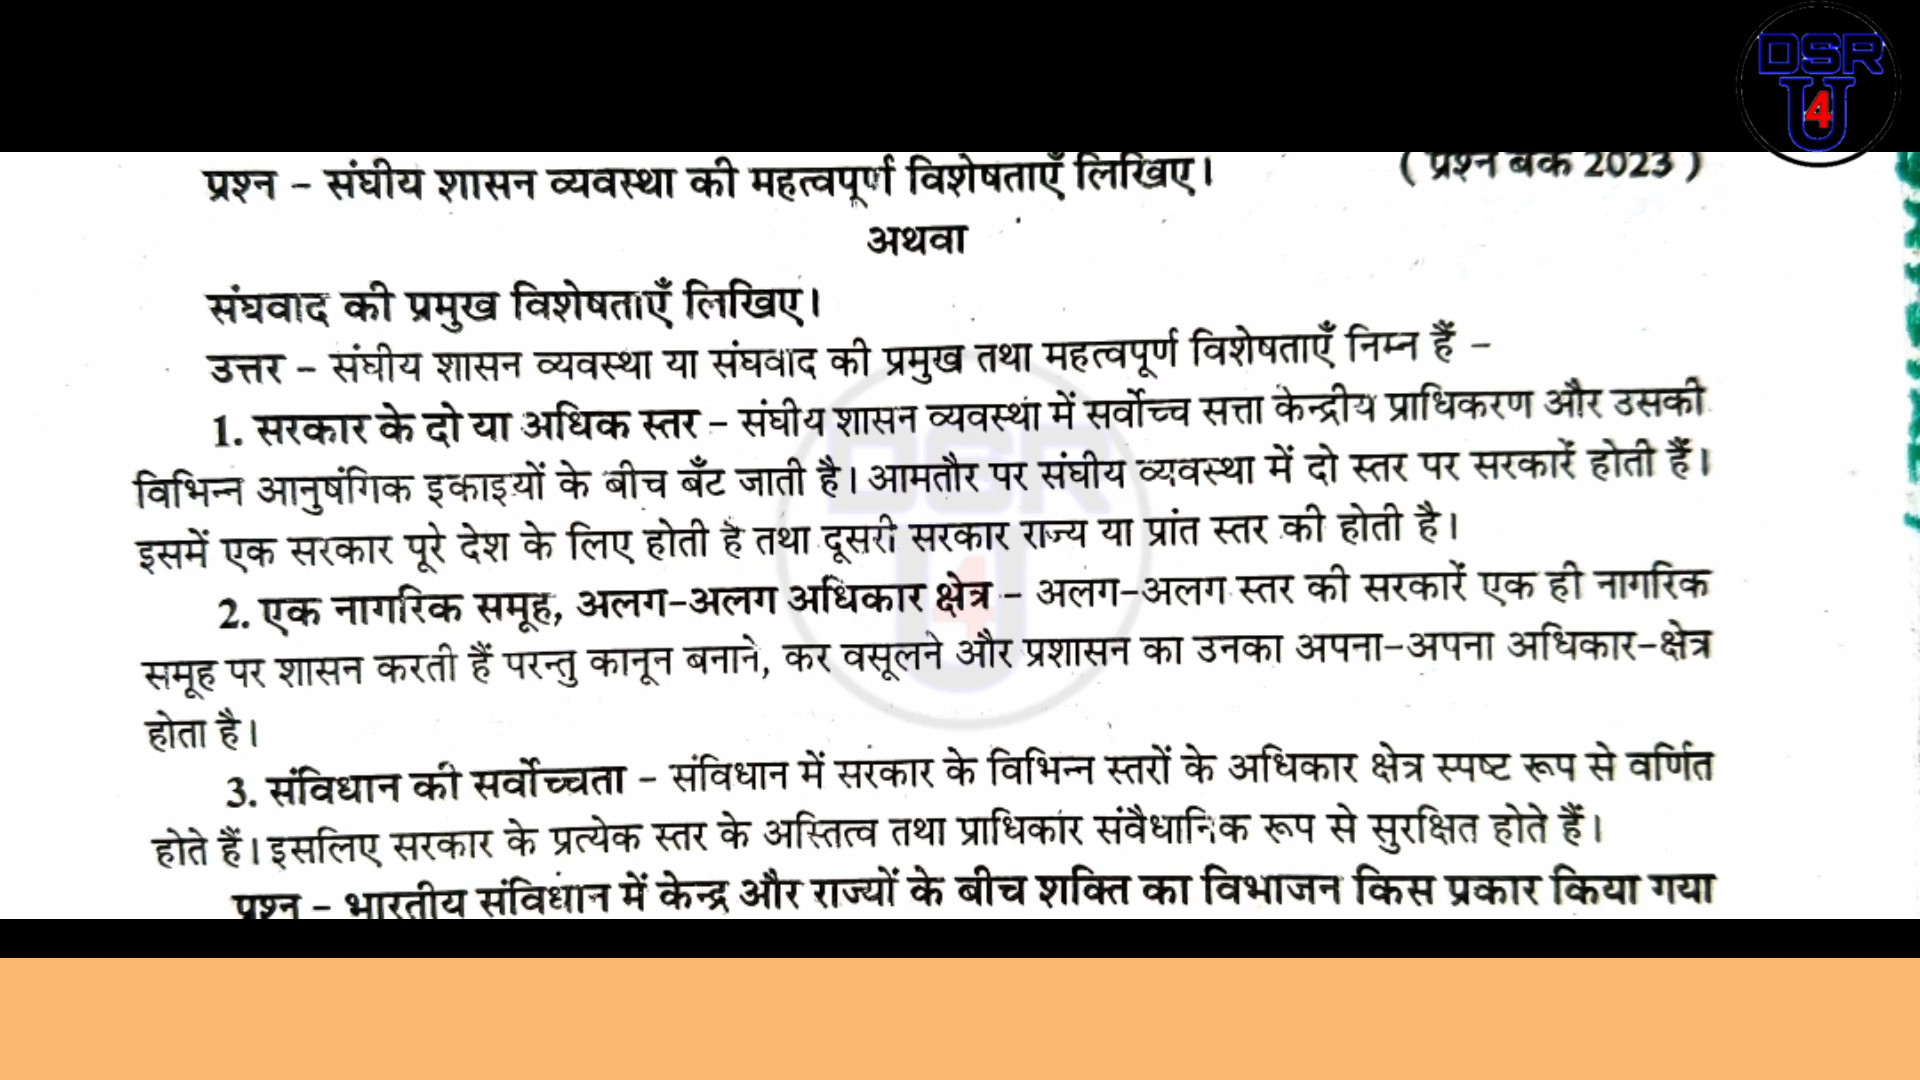 DSR
U
4
प्रश्न – संघीय शासन व्यवस्था की महत्वपूर्ण विशेषताएँ लिखिए।
( प्रश्न बैंक 2023 )
अथवा
संघवाद की प्रमुख विशेषताएँ लिखिए।
उत्तर – संघीय शासन व्यवस्था या संघवाद की प्रमुख तथा महत्वपूर्ण विशेषताएँ निम्न हैं –
1. सरकार के दो या अधिक स्तर – संघीय शासन व्यवस्था में सर्वोच्च सत्ता केन्द्रीय प्राधिकरण और उसकी
विभिन्न आनुषंगिक इकाइयों के बीच बँट जाती है। आमतौर पर संघीय व्यवस्था में दो स्तर पर सरकारें होती हैं।
इसमें एक सरकार पूरे देश के लिए होती है तथा दूसरी सरकार राज्य या प्रांत स्तर की होती है।
2. एक नागरिक समूह, अलग-अलग अधिकार क्षेत्र – अलग-अलग स्तर की सरकारें एक ही नागरिक
समूह पर शासन करती हैं परन्तु कानून बनाने, कर वसूलने और प्रशासन का उनका अपना-अपना अधिकार-क्षेत्र
होता है।
3. संविधान की सर्वोच्चता – संविधान में सरकार के विभिन्न स्तरों के अधिकार क्षेत्र स्पष्ट रूप से वर्णित
होते हैं। इसलिए सरकार के प्रत्येक स्तर के अस्तित्व तथा प्राधिकार संवैधानिक रूप से सुरक्षित होते हैं।
प्रश्न – भारतीय संविधान में केन्द्र और राज्यों के बीच शक्ति का विभाजन किस प्रकार किया गया